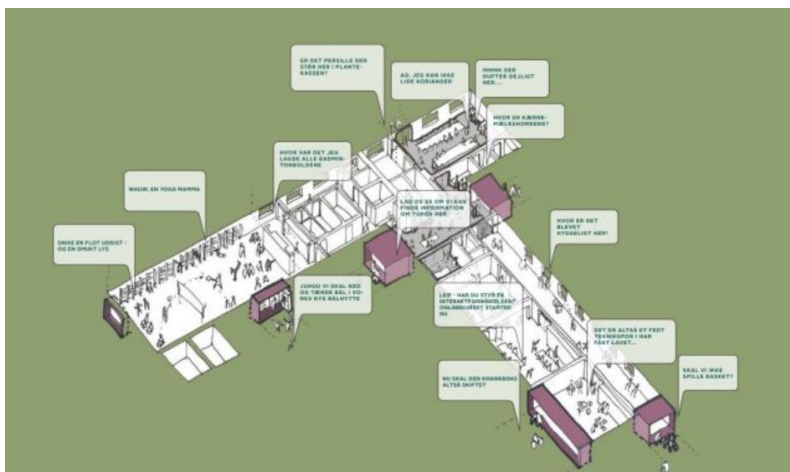 ER DET PERSILLE DER
STÅR HER I PLANTE-
KASSEN?
AD, JEG KAN IKKE
LIDE KORIANDER
MMMM DER
DUFTER DEJLIGT
HER...
HVOR ER KÆRNE-
MÆLKSHORNENE?
HVOR VAR DET JEG
LAGDE ALLE BADMIN-
TONBOLDENE
WAUW, EN YOGA MAMMA
LAD OS SE OM VI KAN
FINDE INFORMATION
OM TUREN HER
HVOR ER DET
BLEVET
HYGGELIGT HER!
SIKKE EN FLOT UDSIGT -
OG EN SMUKT LYS
JUHUU VI SKAL NED
OG TÆNDE BÅL I VO-
RES NYE BÅLHYTTE
HAR DU STYR PÅ
ONLINEKURSET STARTER
NU
DET ER ALTSÅ ET FEDT
TEKNIKSPOR I HAR
FÅET LAVET...
SKAL VI IKKE
SPILLE BASKET?
NU SKAL DEN
ALTSÅ SKIFTET